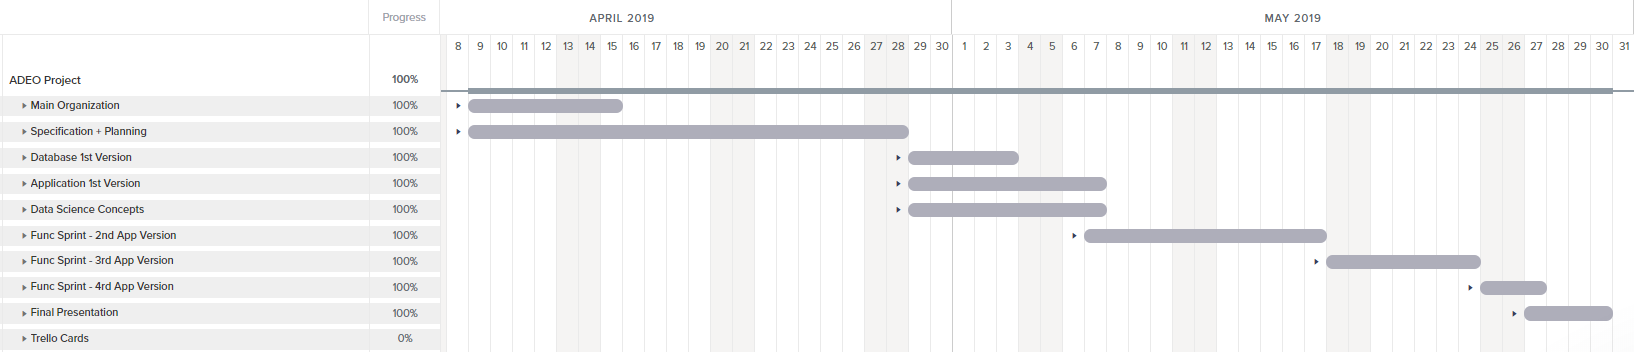 Progress APRIL 2019 MAY 2019
8 9 10 11 12 13 14 15 16 17 18 19 20 21 22 23 24 25 26 27 28 29 30 1 2 3 4 5 6 7 8 9 10 11 12 13 14 15 16 17 18 19 20 21 22 23 24 25 26 27 28 29 30 31
ADEO Project 100%
Main Organization 100%
Specification + Planning 100%
Database 1st Version 100%
Application 1st Version 100%
Data Science Concepts 100%
Func Sprint - 2nd App Version 100%
Func Sprint - 3rd App Version 100%
Func Sprint - 4rd App Version 100%
Final Presentation 100%
Trello Cards 0%